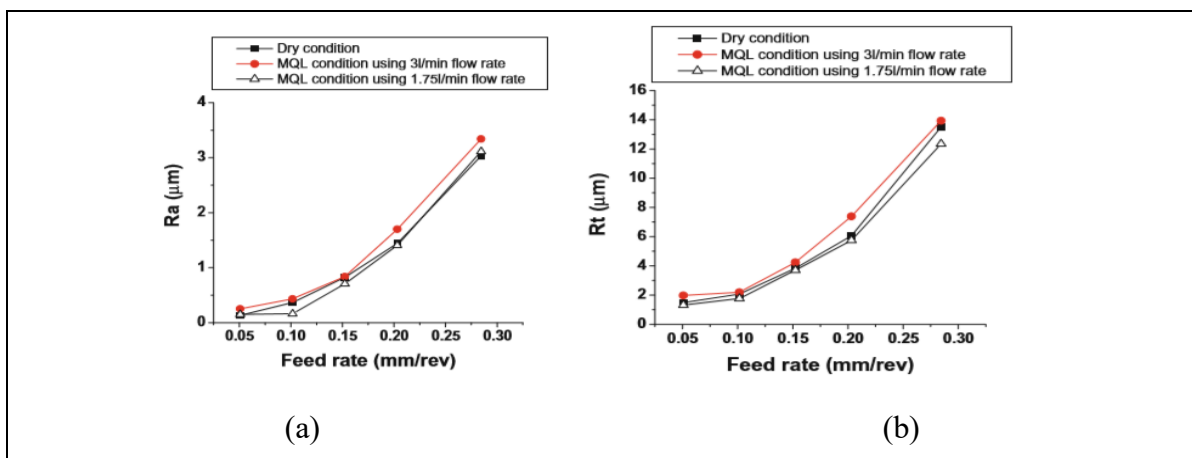 Dry condition
MQL condition using 3l/min flow rate
MQL condition using 1.75l/min flow rate
4
3
2
1
0
Ra (μm)
0.05 0.10 0.15 0.20 0.25 0.30
Feed rate (mm/rev)
(a)
Dry condition
MQL condition using 3l/min flow rate
MQL condition using 1.75l/min flow rate
16
14
12
10
8
6
4
2
0
Rt (μm)
0.05 0.10 0.15 0.20 0.25 0.30
Feed rate (mm/rev)
(b)